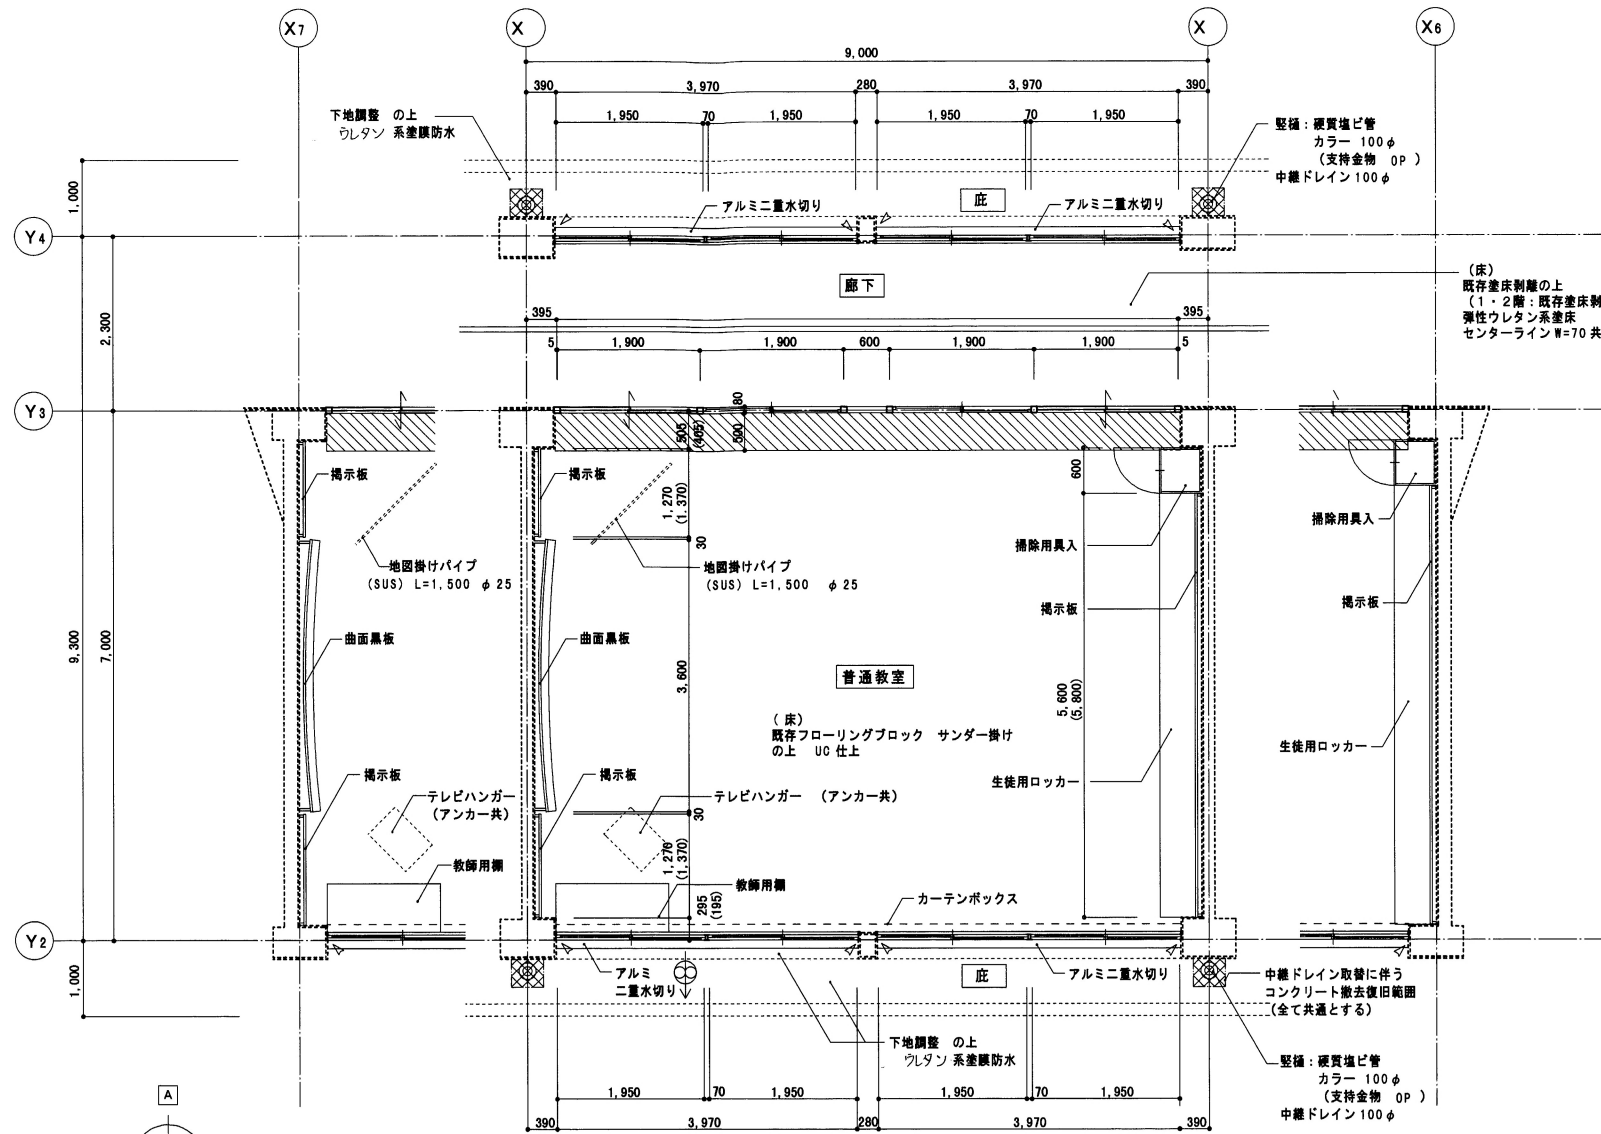 X7
X
X
X6
9,000
390
3,970
280
3,970
390
1,950
70
1,950
1,950
70
1,950
下地調整 の上
ウレタン 系塗膜防水
竪樋：硬質塩ビ管
カラー 100φ
（支持金物 OP ）
中継ドレイン100φ
1,000
アルミ二重水切り
庇
アルミ二重水切り
Y4
廊下
（床）
既存塗床剥離の上
（１・２階：既存塗床剥
弾性ウレタン系塗床
センターラインW=70 共
2,300
395
395
5
1,900
1,900
600
1,900
1,900
5
Y3
80
505
(405)
590
掲示板
掲示板
1,270
(1,370)
600
掃除用具入
掃除用具入
30
地図掛けパイプ
(SUS) L=1,500 φ25
地図掛けパイプ
(SUS) L=1,500 φ25
掲示板
掲示板
9,300
7,000
曲面黒板
曲面黒板
3,600
普通教室
5,600
(5,800)
（床）
既存フローリングブロック サンダー掛け
の上 UC 仕上
生徒用ロッカー
生徒用ロッカー
掲示板
掲示板
テレビハンガー
（アンカー共）
テレビハンガー （アンカー共）
30
1,270
(1,370)
教師用棚
教師用棚
295
(195)
カーテンボックス
Y2
アルミ
二重水切り
庇
アルミ二重水切り
中継ドレイン取替に伴う
コンクリート撤去復旧範囲
（全て共通とする）
1,000
下地調整 の上
ウレタン 系塗膜防水
竪樋：硬質塩ビ管
カラー 100φ
（支持金物 OP ）
中継ドレイン100φ
A
1,950
70
1,950
1,950
70
1,950
390
3,970
280
3,970
390